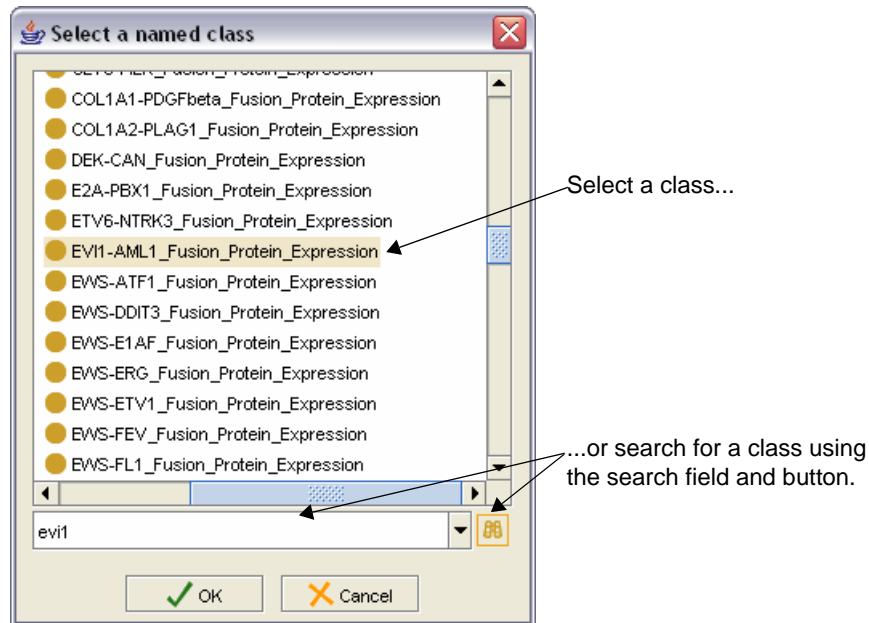 Select a named class
COL1A1-PDGFbeta_Fusion_Protein_Expression
COL1A2-PLAG1_Fusion_Protein_Expression
DEK-CAN_Fusion_Protein_Expression
E2A-PBX1_Fusion_Protein_Expression
ETV6-NTRK3_Fusion_Protein_Expression
EVI1-AML1_Fusion_Protein_Expression
EWS-ATF1_Fusion_Protein_Expression
EWS-DDIT3_Fusion_Protein_Expression
EWS-E1AF_Fusion_Protein_Expression
EWS-ERG_Fusion_Protein_Expression
EWS-ETV1_Fusion_Protein_Expression
EWS-FEV_Fusion_Protein_Expression
EWS-FL1_Fusion_Protein_Expression
evi1
OK
Cancel
Select a class...
...or search for a class using
the search field and button.